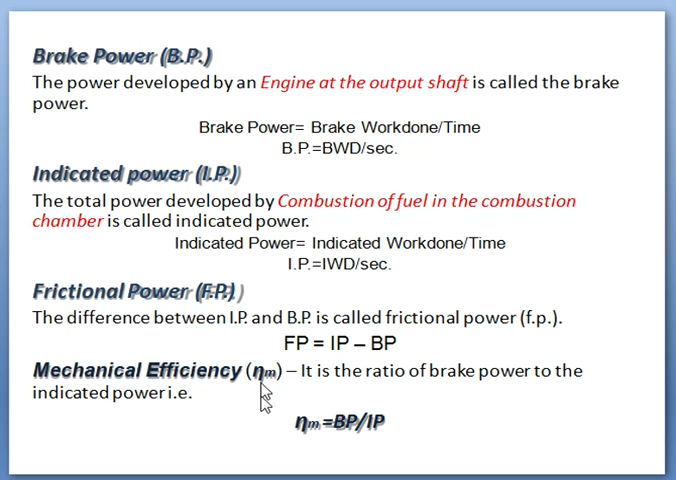 Brake Power (B.P.)
The power developed by an Engine at the output shaft is called the brake
power.
Brake Power= Brake Workdone/Time
B.P.=BWD/sec.
Indicated power (I.P.)
The total power developed by Combustion of fuel in the combustion
chamber is called indicated power.
Indicated Power= Indicated Workdone/Time
I.P.=IWD/sec.
Frictional Power (F.P.)
The difference between I.P. and B.P. is called frictional power (f.p.).
FP = IP – BP
Mechanical Efficiency (ηm) – It is the ratio of brake power to the
indicated power i.e.
ηm =BP/IP